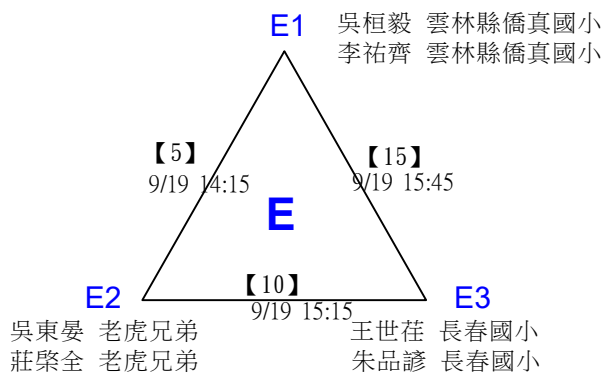 E1
吳桓毅 雲林縣僑真國小
李祐齊 雲林縣僑真國小
【5】
9/19 14:15
【15】
9/19 15:45
E
【10】
9/19 15:15
E2
吳東晏 老虎兄弟
莊棨全 老虎兄弟
E3
王世荏 長春國小
朱品諺 長春國小